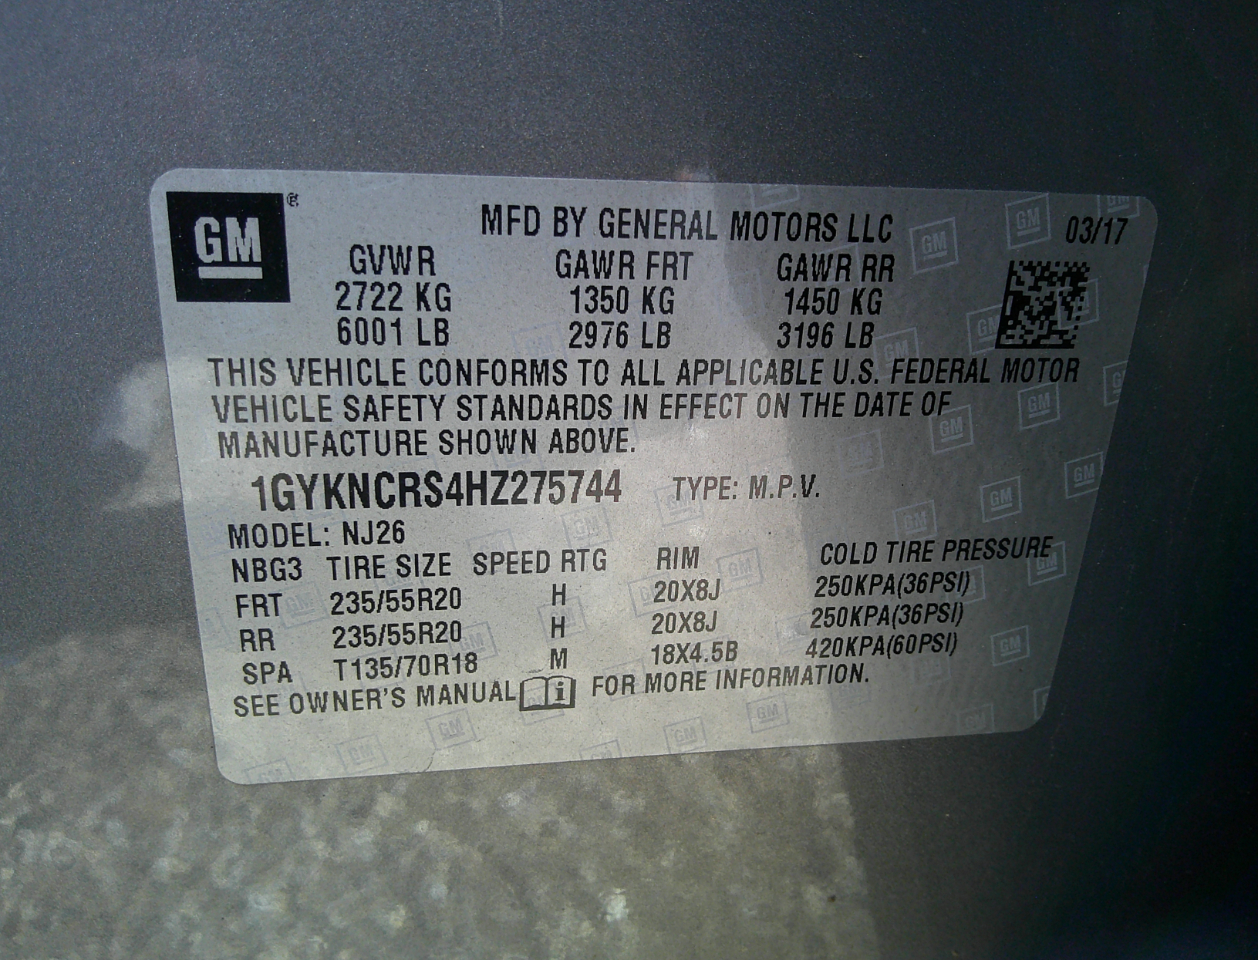 GM
MFD BY GENERAL MOTORS LLC 03/17
GVWR GAWR FRT GAWR RR
2722 KG 1350 KG 1450 KG
6001 LB 2976 LB 3196 LB
THIS VEHICLE CONFORMS TO ALL APPLICABLE U.S. FEDERAL MOTOR
VEHICLE SAFETY STANDARDS IN EFFECT ON THE DATE OF
MANUFACTURE SHOWN ABOVE.
1GYKNCRS4HZ275744 TYPE: M.P.V.
MODEL: NJ26
NBG3 TIRE SIZE SPEED RTG RIM COLD TIRE PRESSURE
FRT 235/55R20 H 20X8J 250KPA(36PSI)
RR 235/55R20 H 20X8J 250KPA(36PSI)
SPA T135/70R18 M 18X4.5B 420KPA(60PSI)
SEE OWNER'S MANUAL i FOR MORE INFORMATION.